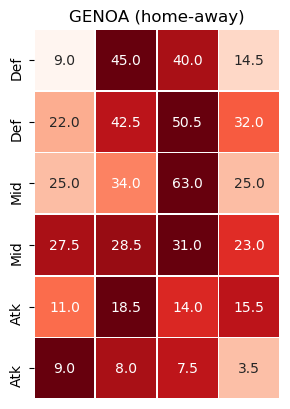 GENOA (home-away)
Def 9.0 45.0 40.0 14.5
Def 22.0 42.5 50.5 32.0
Mid 25.0 34.0 63.0 25.0
Mid 27.5 28.5 31.0 23.0
Atk 11.0 18.5 14.0 15.5
Atk 9.0 8.0 7.5 3.5